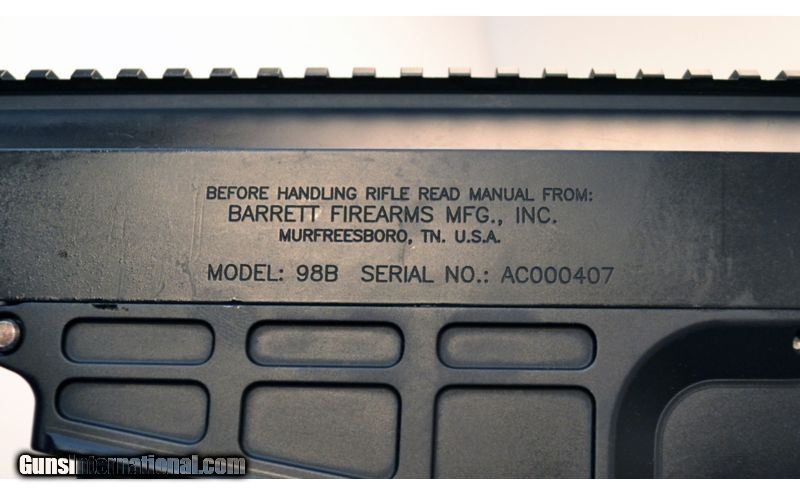 BEFORE HANDLING RIFLE READ MANUAL FROM:
BARRETT FIREARMS MFG., INC.
MURFREESBORO, TN. U.S.A.
MODEL: 98B SERIAL NO.: AC000407
GunsInternational.com